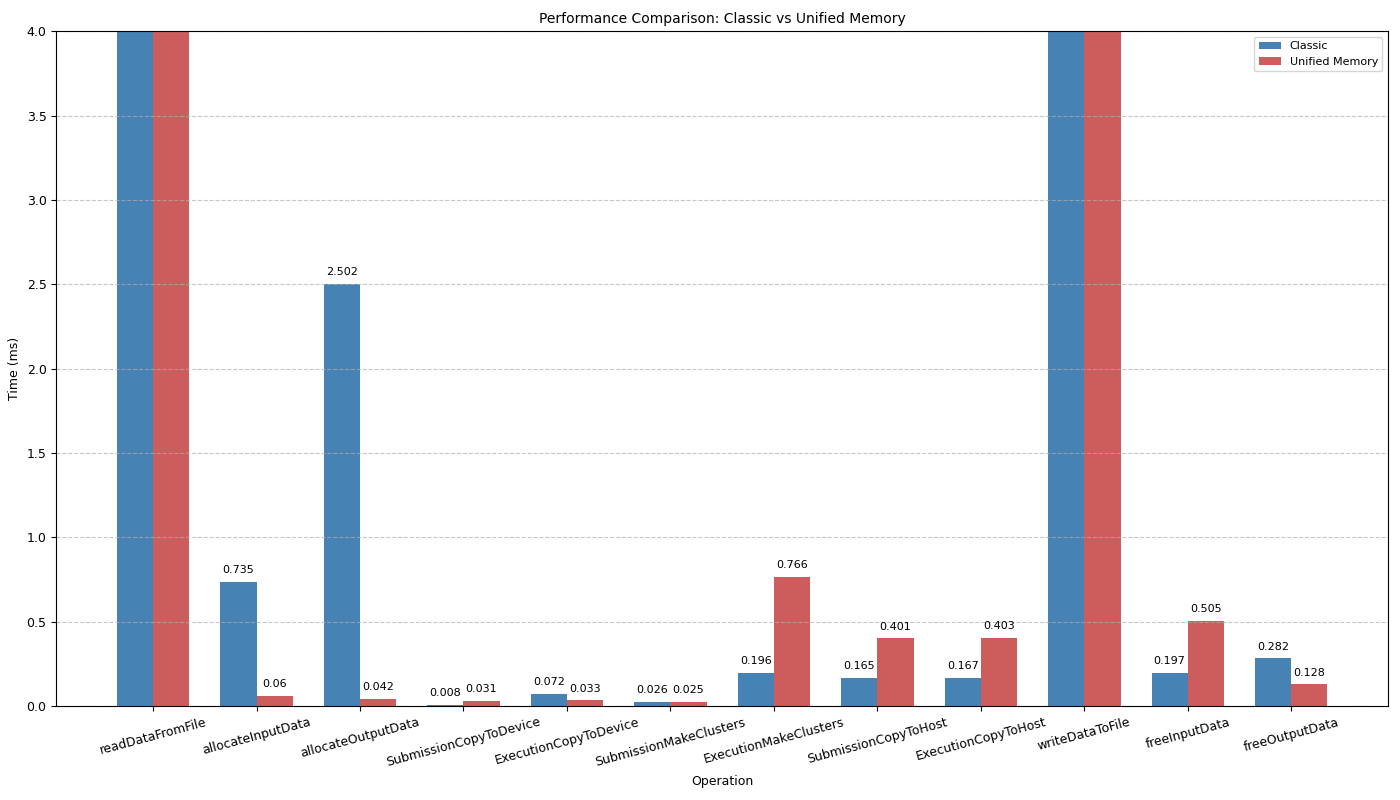 Performance Comparison: Classic vs Unified Memory
Classic
Unified Memory
Time (ms)
4.0
3.5
3.0
2.5
2.0
1.5
1.0
0.5
0.0
0.735
0.06
2.502
0.042
0.008
0.031
0.072
0.033
0.026
0.025
0.196
0.766
0.165
0.401
0.167
0.403
0.197
0.505
0.282
0.128
readDataFromFile
allocateInputData
allocateOutputData
SubmissionCopyToDevice
ExecutionCopyToDevice
SubmissionMakeClusters
ExecutionMakeClusters
SubmissionCopyToHost
ExecutionCopyToHost
writeDataToFile
freeInputData
freeOutputData
Operation